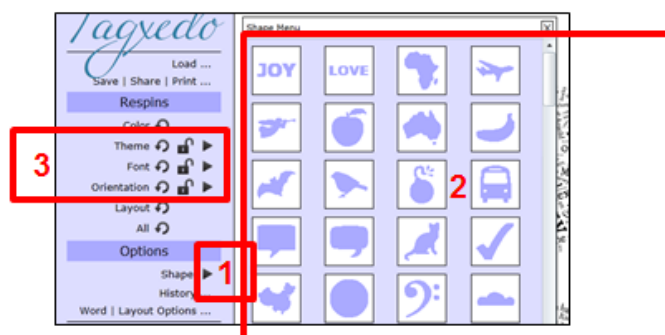 Tagxedo
Load ...
Save | Share | Print ...
Respins
Color
Theme
Font
Orientation
Layout
All
Options
Shape
History
Word | Layout Options ...
3
1
Shape Menu
X
JOY
LOVE
2